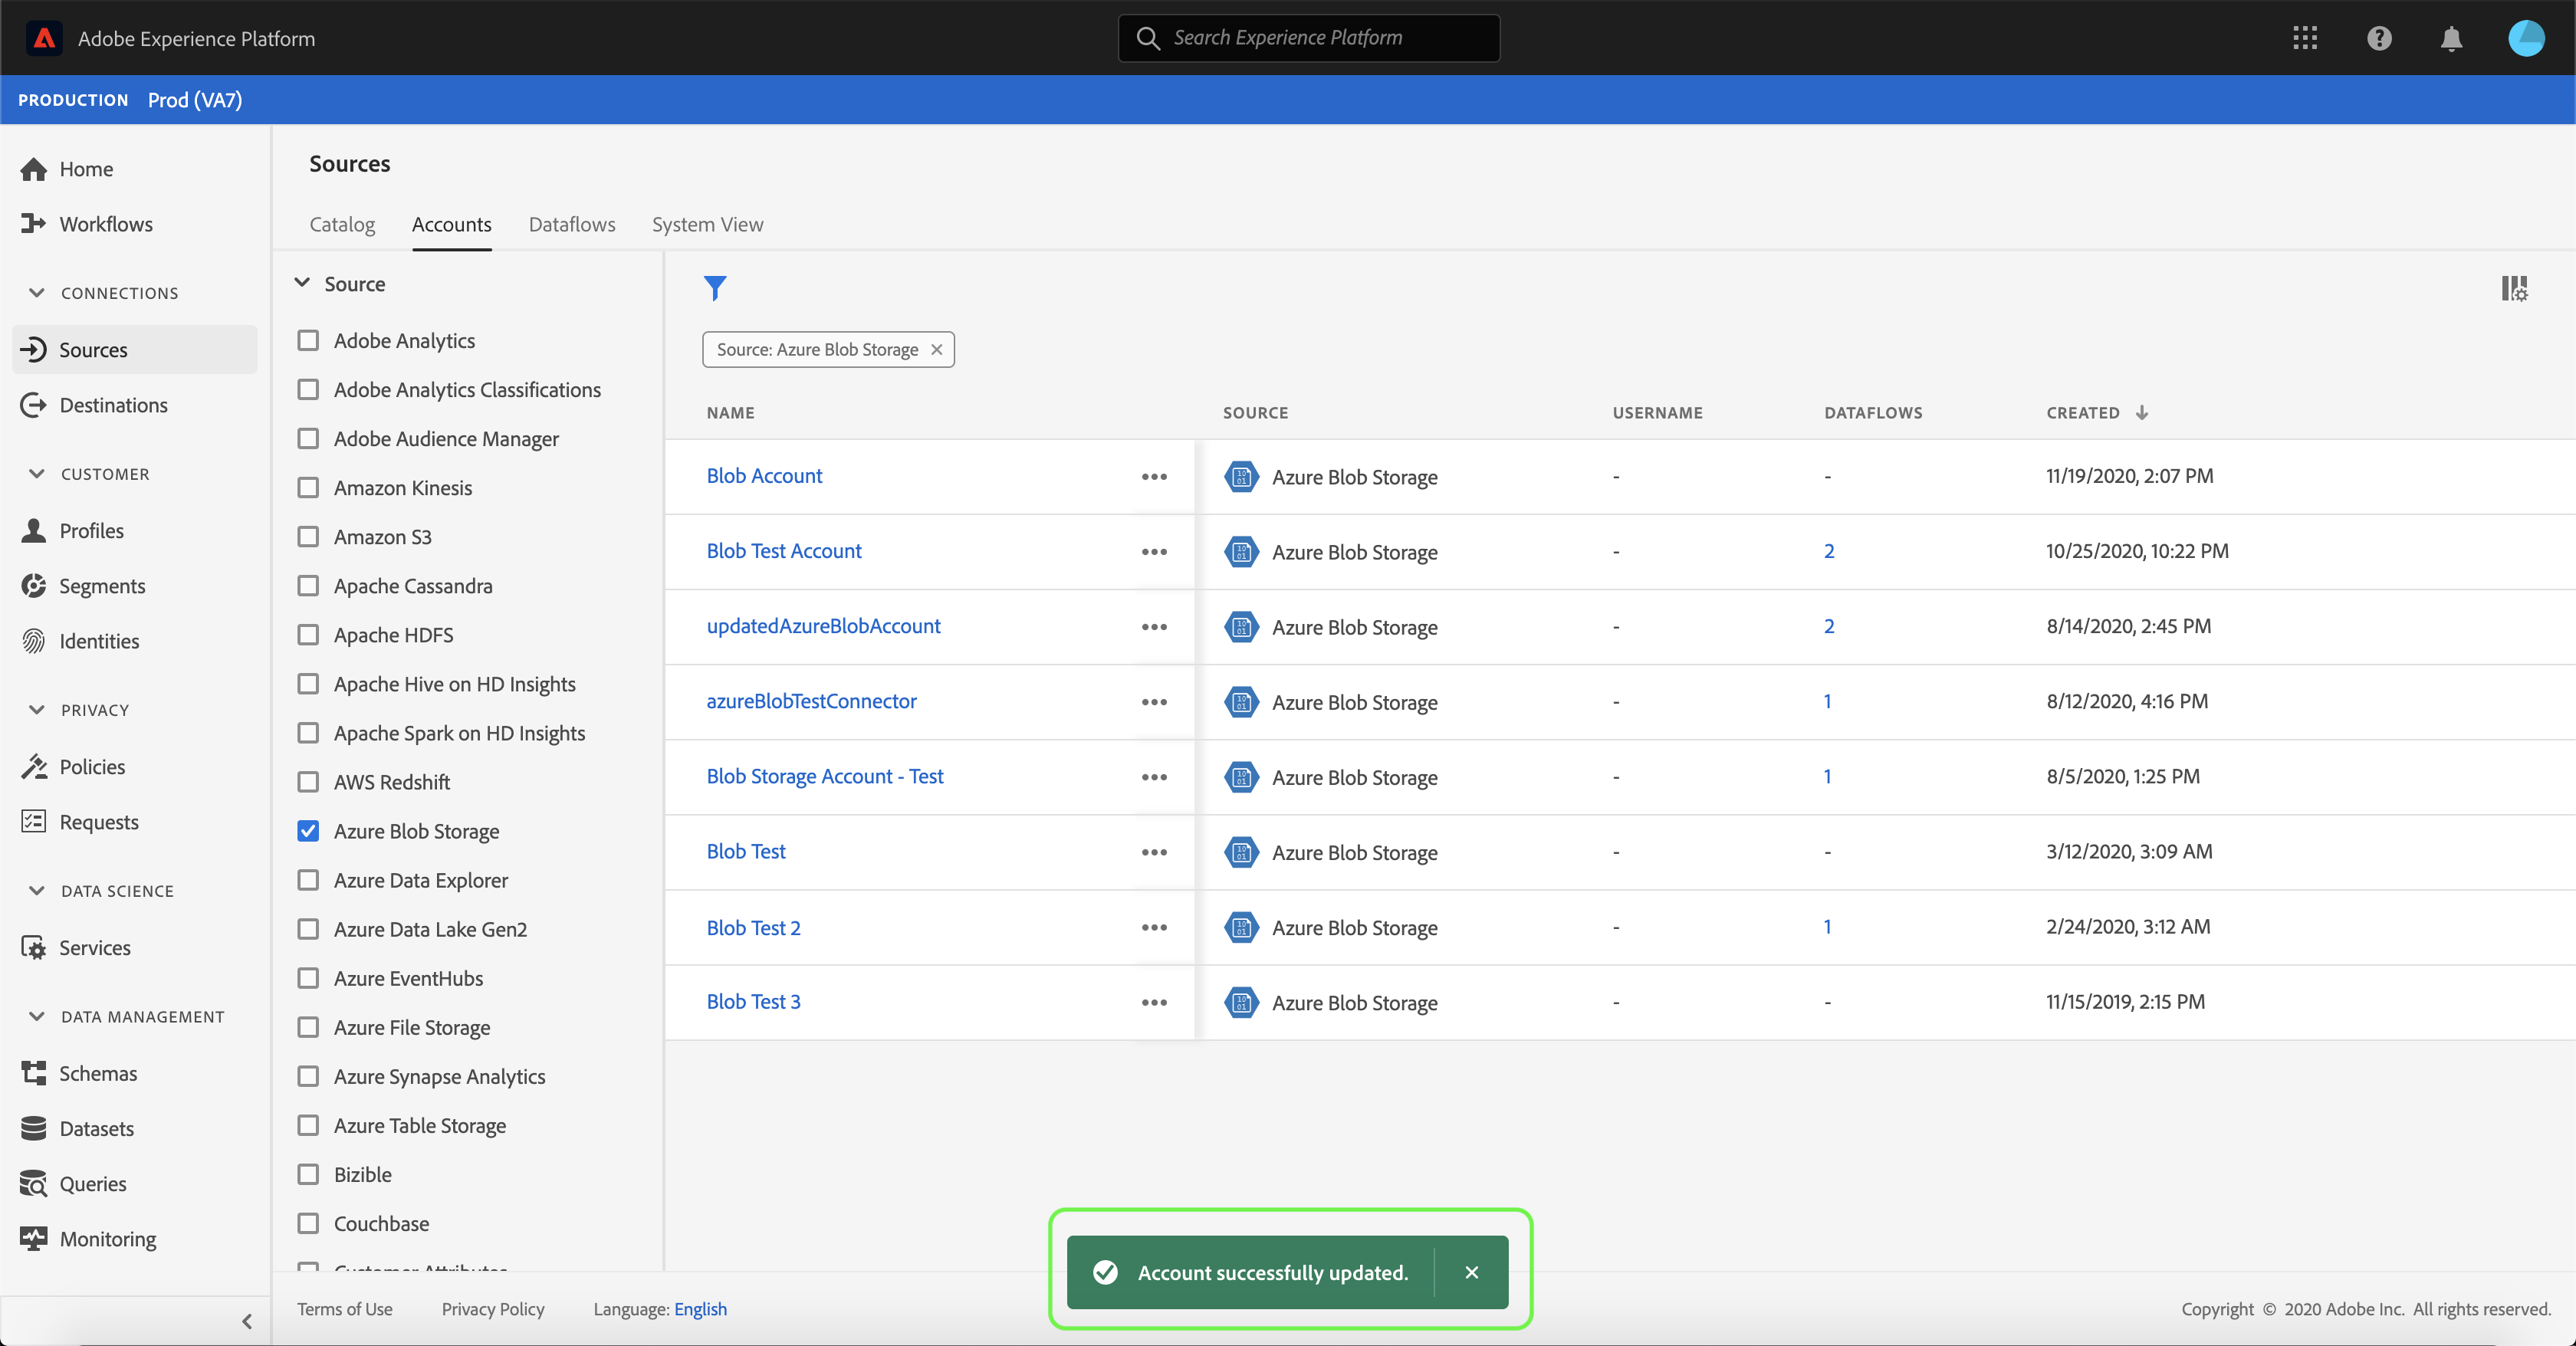 Adobe Experience Platform
Search Experience Platform
PRODUCTION Prod (VA7)
Home
Workflows
CONNECTIONS
Sources
Destinations
CUSTOMER
Profiles
Segments
Identities
PRIVACY
Policies
Requests
DATA SCIENCE
Services
DATA MANAGEMENT
Schemas
Datasets
Queries
Monitoring
Sources
Catalog Accounts Dataflows System View
Source
Adobe Analytics
Adobe Analytics Classifications
Adobe Audience Manager
Amazon Kinesis
Amazon S3
Apache Cassandra
Apache HDFS
Apache Hive on HD Insights
Apache Spark on HD Insights
AWS Redshift
Azure Blob Storage
Azure Data Explorer
Azure Data Lake Gen2
Azure EventHubs
Azure File Storage
Azure Synapse Analytics
Azure Table Storage
Bizible
Couchbase
Customer Attributes
Source: Azure Blob Storage
NAME SOURCE USERNAME DATAFLOWS CREATED
Blob Account Azure Blob Storage - - 11/19/2020, 2:07 PM
Blob Test Account Azure Blob Storage - 2 10/25/2020, 10:22 PM
updatedAzureBlobAccount Azure Blob Storage - 2 8/14/2020, 2:45 PM
azureBlobTestConnector Azure Blob Storage - 1 8/12/2020, 4:16 PM
Blob Storage Account - Test Azure Blob Storage - 1 8/5/2020, 1:25 PM
Blob Test Azure Blob Storage - - 3/12/2020, 3:09 AM
Blob Test 2 Azure Blob Storage - 1 2/24/2020, 3:12 AM
Blob Test 3 Azure Blob Storage - - 11/15/2019, 2:15 PM
Account successfully updated.
Terms of Use Privacy Policy Language: English
Copyright © 2020 Adobe Inc. All rights reserved.